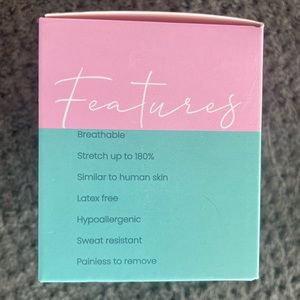 Features
Breathable
Stretch up to 180%
Similar to human skin
Latex free
Hypoallergenic
Sweat resistant
Painless to remove